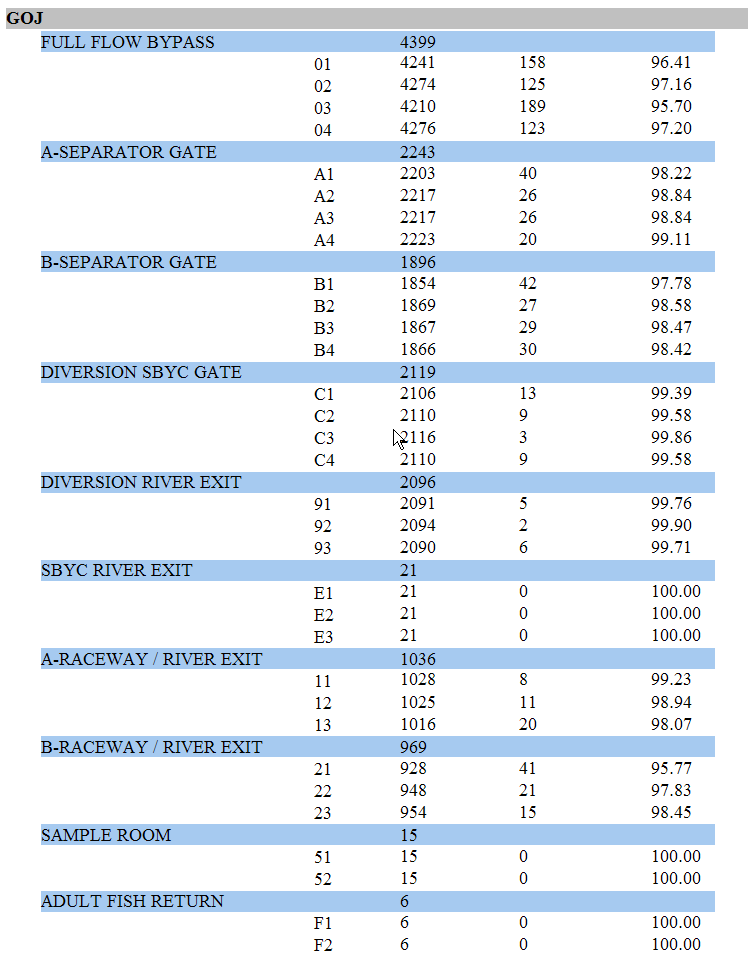 GOJ
FULL FLOW BYPASS 4399
01 4241 158 96.41
02 4274 125 97.16
03 4210 189 95.70
04 4276 123 97.20
A-SEPARATOR GATE 2243
A1 2203 40 98.22
A2 2217 26 98.84
A3 2217 26 98.84
A4 2223 20 99.11
B-SEPARATOR GATE 1896
B1 1854 42 97.78
B2 1869 27 98.58
B3 1867 29 98.47
B4 1866 30 98.42
DIVERSION SBYC GATE 2119
C1 2106 13 99.39
C2 2110 9 99.58
C3 2116 3 99.86
C4 2110 9 99.58
DIVERSION RIVER EXIT 2096
91 2091 5 99.76
92 2094 2 99.90
93 2090 6 99.71
SBYC RIVER EXIT 21
E1 21 0 100.00
E2 21 0 100.00
E3 21 0 100.00
A-RACEWAY / RIVER EXIT 1036
11 1028 8 99.23
12 1025 11 98.94
13 1016 20 98.07
B-RACEWAY / RIVER EXIT 969
21 928 41 95.77
22 948 21 97.83
23 954 15 98.45
SAMPLE ROOM 15
51 15 0 100.00
52 15 0 100.00
ADULT FISH RETURN 6
F1 6 0 100.00
F2 6 0 100.00